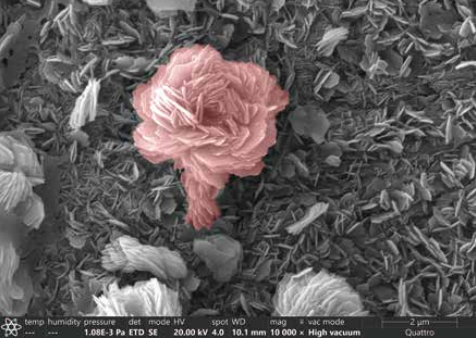 temp humidity pressure det mode HV spot WD mag vac mode 2 µm
--- --- 1.08E-3 Pa ETD SE 20.00 kV 4.0 10.1 mm 10 000 × High vacuum Quattro